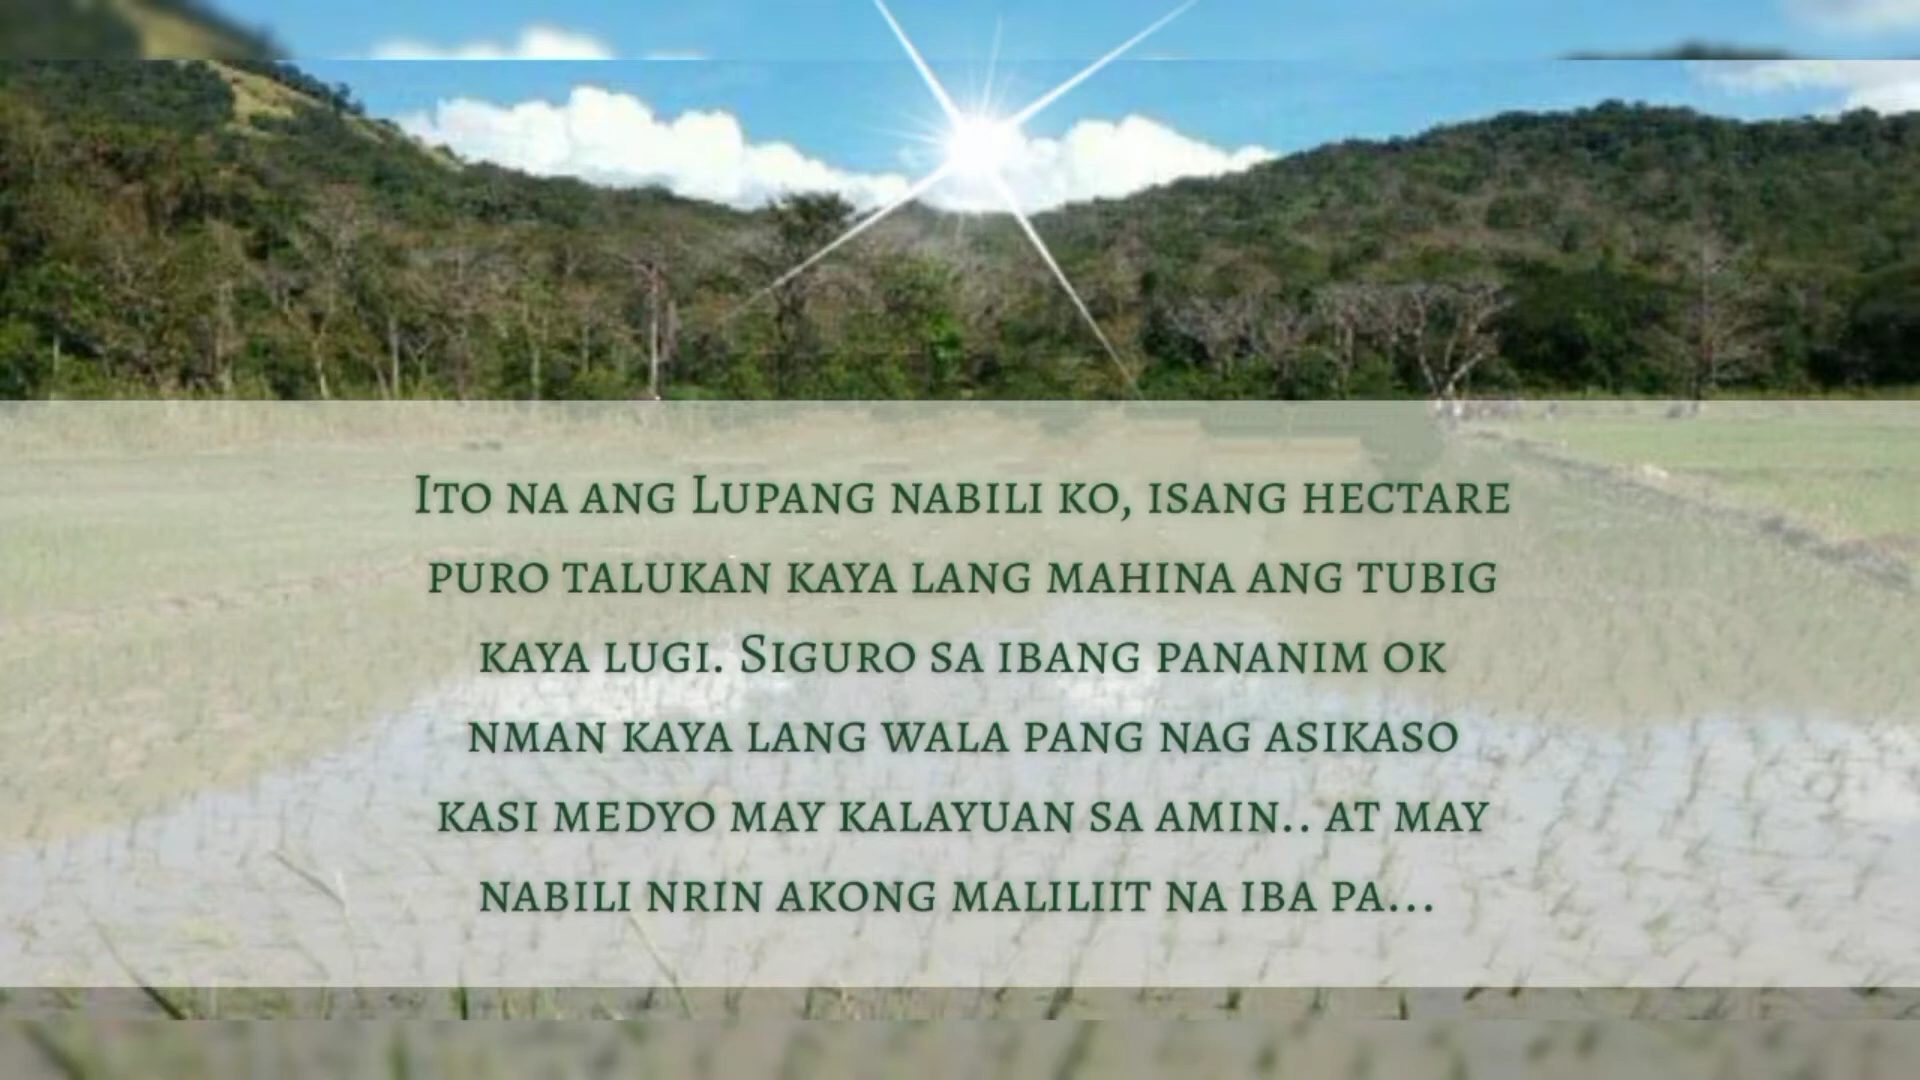 Ito na ang Lupang nabili ko, isang hectare
puro talukan kaya lang mahina ang tubig
kaya lugi. Siguro sa ibang pananim ok
nman kaya lang wala pang nag asikaso
kasi medyo may kalayuan sa amin.. at may
nabili nrin akong maliliit na iba pa...